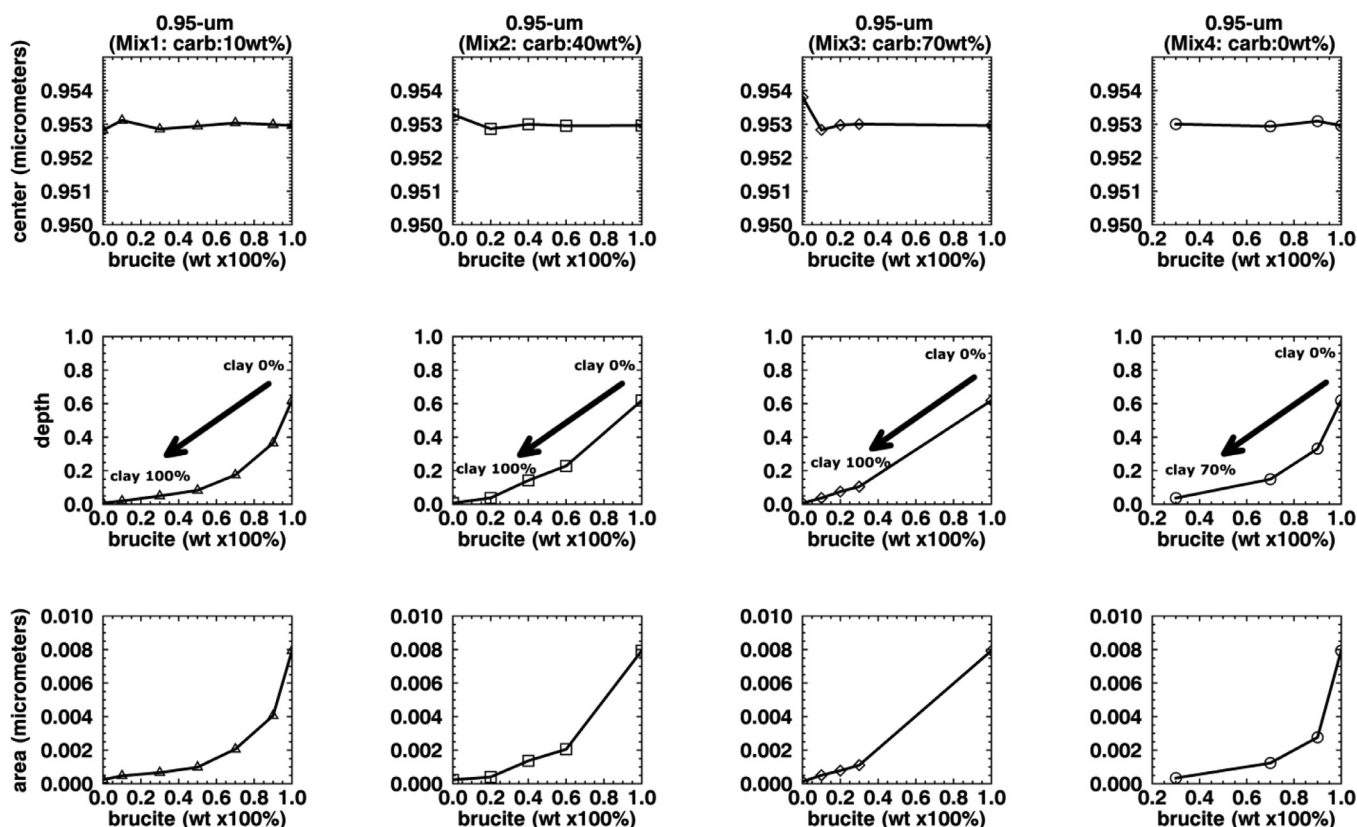 0.95-um
(Mix1: carb:10wt%)
0.95-um
(Mix2: carb:40wt%)
0.95-um
(Mix3: carb:70wt%)
0.95-um
(Mix4: carb:0wt%)
center (micrometers)
0.954
0.953
0.952
0.951
0.950
0.0 0.2 0.4 0.6 0.8 1.0
brucite (wt x100%)
0.954
0.953
0.952
0.951
0.950
0.0 0.2 0.4 0.6 0.8 1.0
brucite (wt x100%)
0.954
0.953
0.952
0.951
0.950
0.0 0.2 0.4 0.6 0.8 1.0
brucite (wt x100%)
0.954
0.953
0.952
0.951
0.950
0.2 0.4 0.6 0.8 1.0
brucite (wt x100%)
depth
1.0
0.8
0.6
0.4
0.2
0.0
clay 0%
clay 100%
0.0 0.2 0.4 0.6 0.8 1.0
brucite (wt x100%)
1.0
0.8
0.6
0.4
0.2
0.0
clay 0%
clay 100%
0.0 0.2 0.4 0.6 0.8 1.0
brucite (wt x100%)
1.0
0.8
0.6
0.4
0.2
0.0
clay 0%
clay 100%
0.0 0.2 0.4 0.6 0.8 1.0
brucite (wt x100%)
1.0
0.8
0.6
0.4
0.2
0.0
clay 0%
clay 70%
0.2 0.4 0.6 0.8 1.0
brucite (wt x100%)
area (micrometers)
0.010
0.008
0.006
0.004
0.002
0.000
0.0 0.2 0.4 0.6 0.8 1.0
brucite (wt x100%)
0.010
0.008
0.006
0.004
0.002
0.000
0.0 0.2 0.4 0.6 0.8 1.0
brucite (wt x100%)
0.010
0.008
0.006
0.004
0.002
0.000
0.0 0.2 0.4 0.6 0.8 1.0
brucite (wt x100%)
0.010
0.008
0.006
0.004
0.002
0.000
0.2 0.4 0.6 0.8 1.0
brucite (wt x100%)